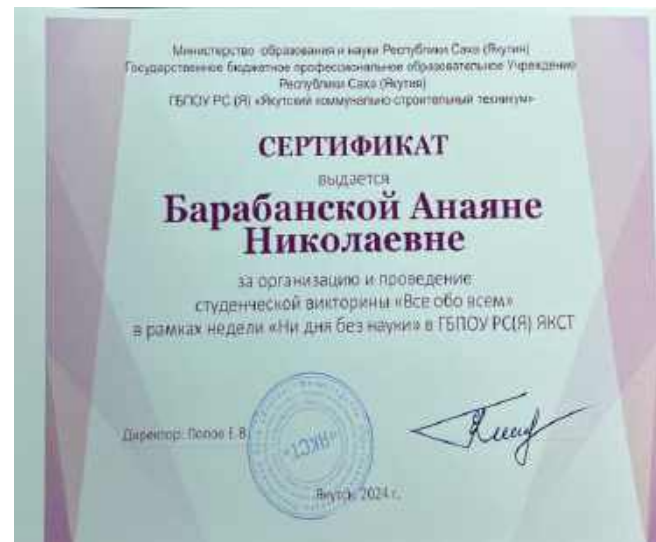 Министерство образования и науки Республики Саха (Якутия)
Государственное бюджетное профессиональное образовательное Учреждение
Республики Саха (Якутия)
ГБПОУ РС (Я) «Якутский коммунально-строительный техникум»
СЕРТИФИКАТ
выдается
Барабанской Анаяне
Николаевне
за организацию и проведение
студенческой викторины «Все обо всем»
в рамках недели «Ни дня без науки» в ГБПОУ РС(Я) ЯКСТ
Директор: Попов Е.В.
"ЯКСТ"
Якутск 2024 г.